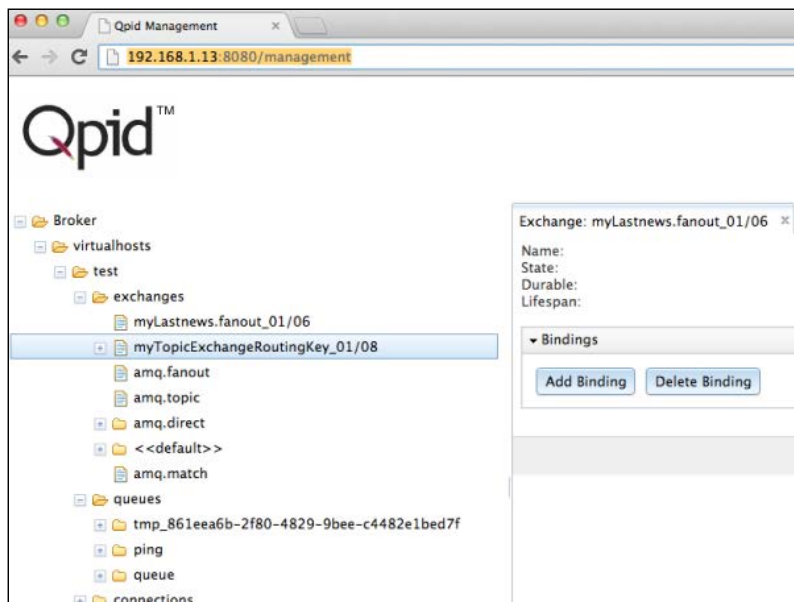 Qpid Management
192.168.1.13:8080/management
Qpid™
Broker
virtualhosts
test
exchanges
myLastnews.fanout_01/06
myTopicExchangeRoutingKey_01/08
amq.fanout
amq.topic
amq.direct
<<default>>
amq.match
queues
tmp_861eea6b-2f80-4829-9bee-c4482e1bed7f
ping
queue
connections
Exchange: myLastnews.fanout_01/06
Name:
State:
Durable:
Lifespan:
Bindings
Add Binding Delete Binding